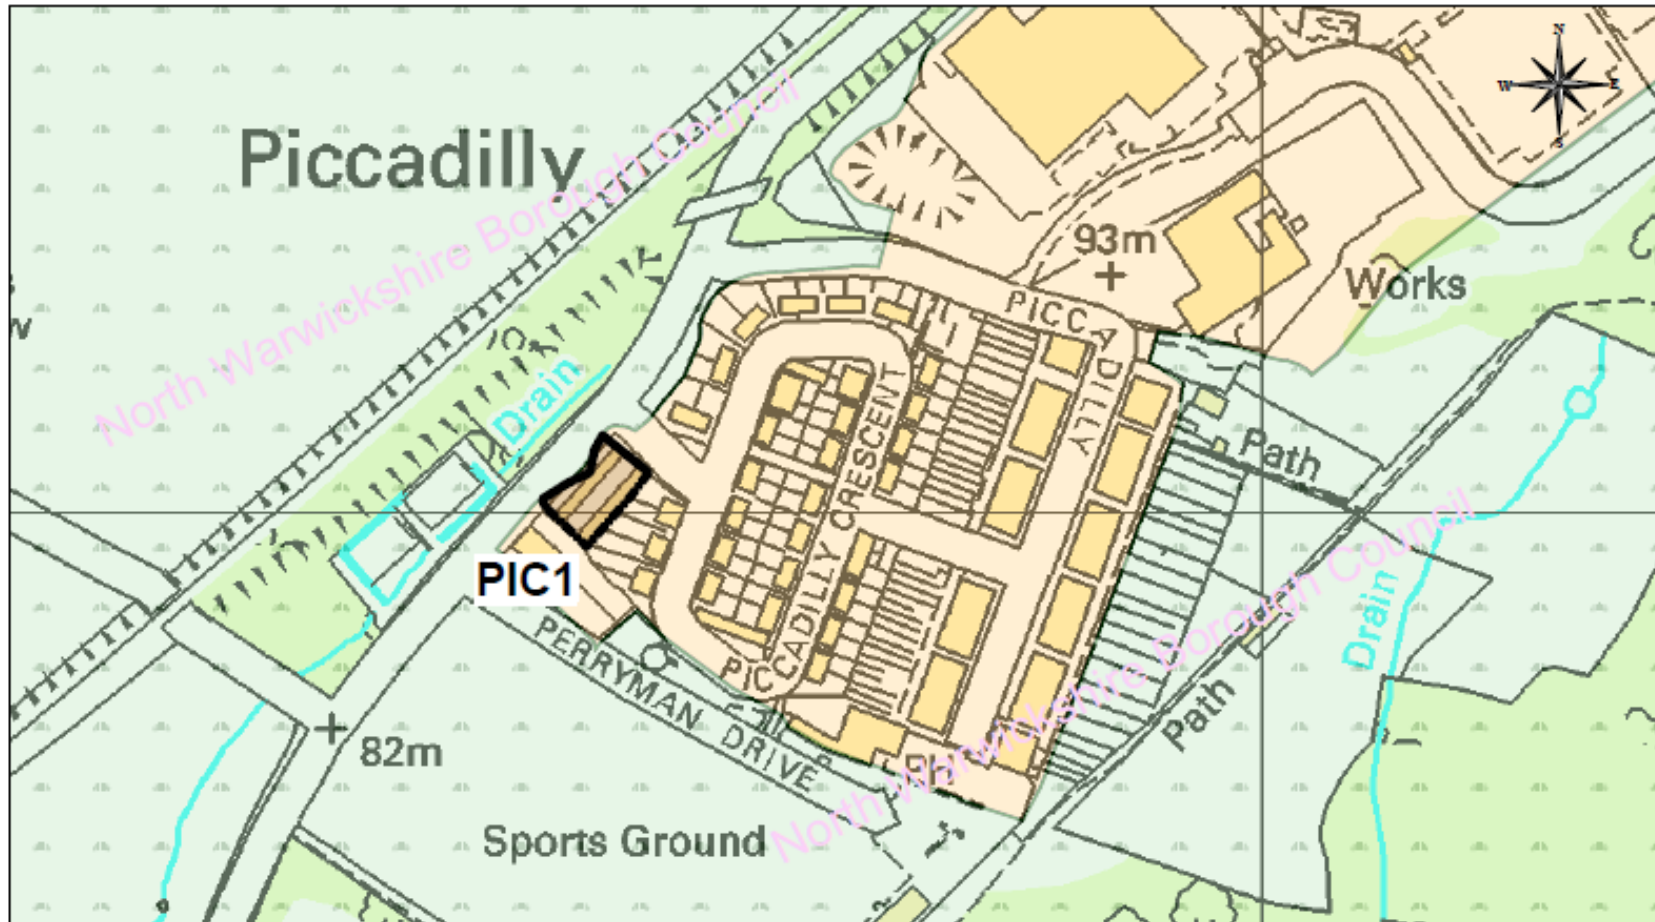 N
W E
S
Piccadilly
North Warwickshire Borough Council
93m
Works
PICCADILLY
Drain
PICCADILLY CRESCENT
Path
PIC1
PERRYMAN DRIVE
Drain
North Warwickshire Borough Council
Path
82m
PH
Sports Ground